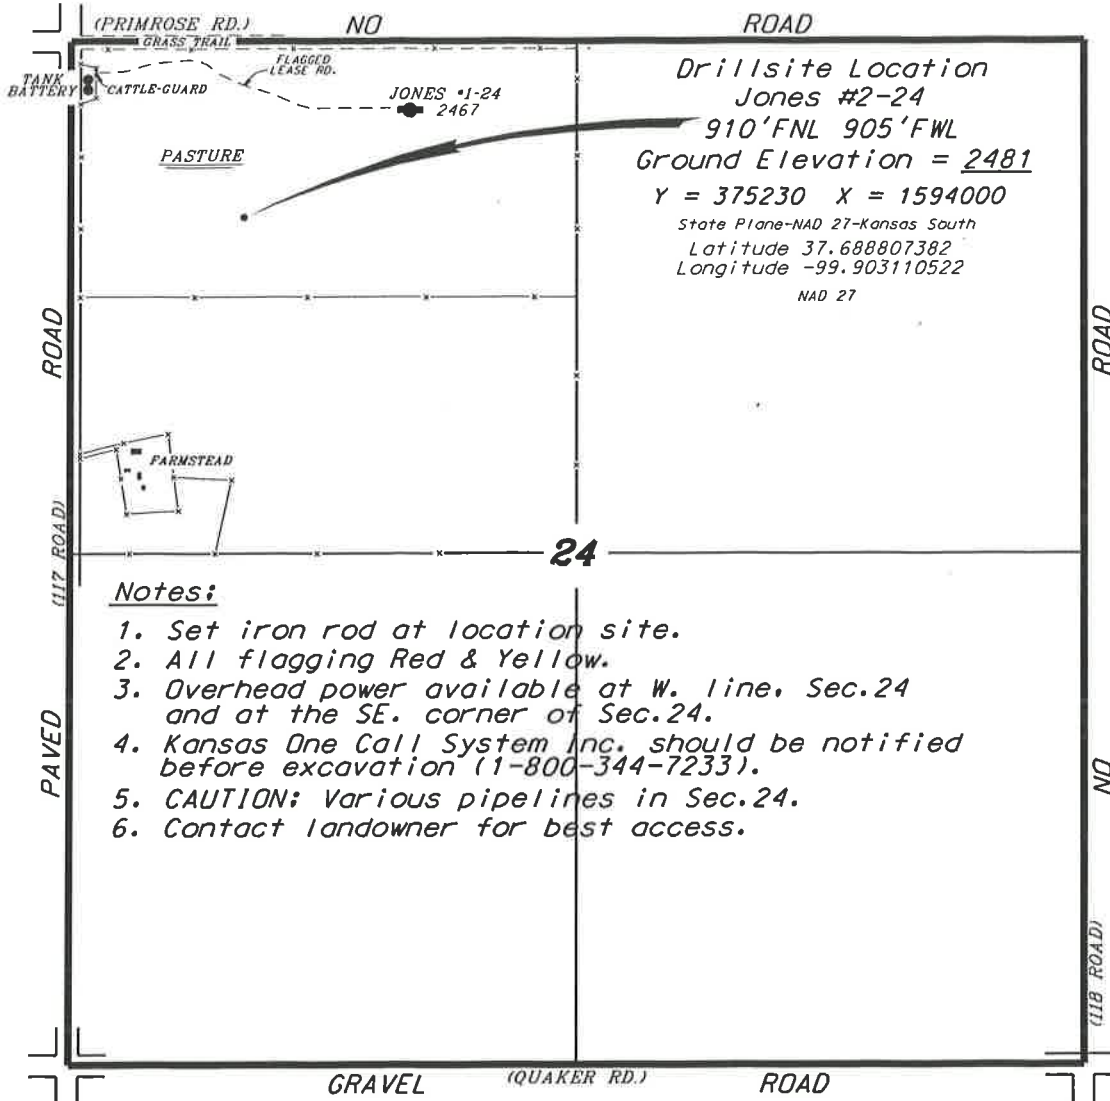 (PRIMROSE RD.) NO ROAD
GRASS TRAIL
FLAGGED
LEASE RD.
TANK
BATTERY
CATTLE-GUARD
JONES •1-24
2467
PASTURE
Drillsite Location
Jones #2-24
910'FNL 905'FWL
Ground Elevation = 2481
Y = 375230 X = 1594000
State Plane-NAD 27-Kansas South
Latitude 37.688807382
Longitude -99.903110522
NAD 27
ROAD
ROAD
FARMSTEAD
(117 ROAD)
24
Notes:
1. Set iron rod at location site.
2. All flagging Red & Yellow.
3. Overhead power available at W. line, Sec.24
and at the SE. corner of Sec.24.
4. Kansas One Call System Inc. should be notified
before excavation (1-800-344-7233).
5. CAUTION: Various pipelines in Sec.24.
6. Contact landowner for best access.
PAVED
NO
(118 ROAD)
GRAVEL (QUAKER RD.) ROAD